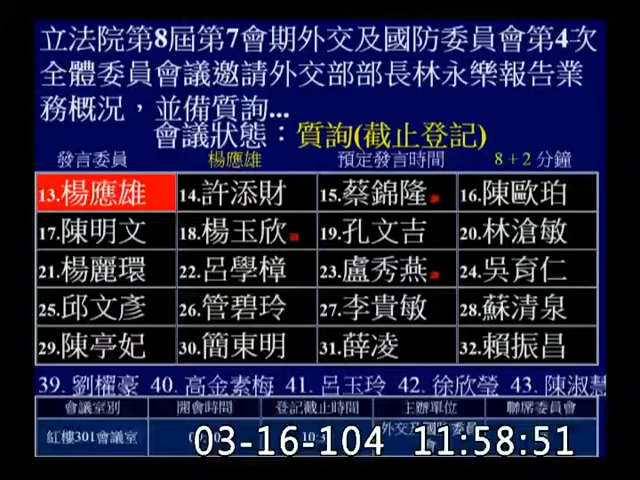 立法院第8屆第7會期外交及國防委員會第4次
全體委員會議邀請外交部部長林永樂報告業
務概況，並備質詢...
會議狀態：質詢(截止登記)
發言委員 楊應雄 預定發言時間 8+2 分鐘
13.楊應雄 14.許添財 15.蔡錦隆 16.陳歐珀
17.陳明文 18.楊玉欣 19.孔文吉 20.林滄敏
21.楊麗環 22.呂學樟 23.盧秀燕 24.吳育仁
25.邱文彥 26.管碧玲 27.李貴敏 28.蘇清泉
29.陳亭妃 30.簡東明 31.薛凌 32.賴振昌
39. 劉櫂豪 40. 高金素梅 41. 呂玉玲 42. 徐欣瑩 43. 陳淑慧
會議室別 開會時間 登記截止時間 主辦單位 聯席委員會
紅樓301會議室 外交及國防委員會
03-16-104 11:58:51